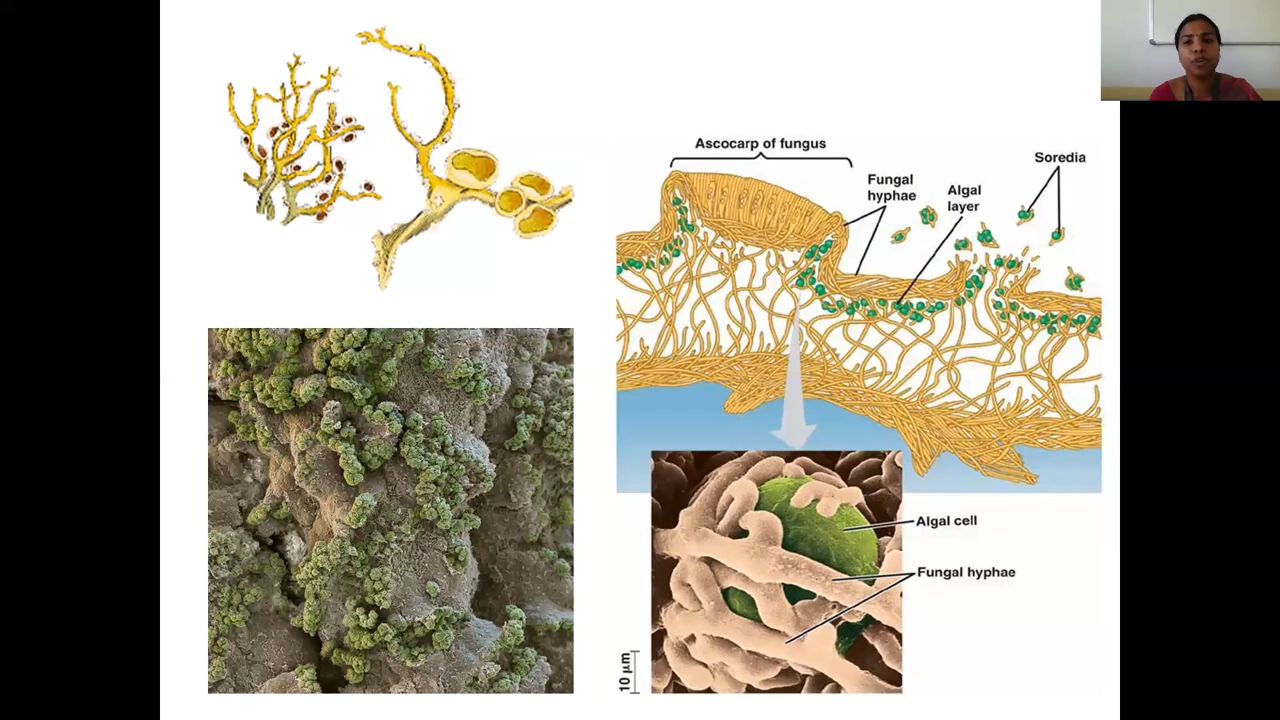 Ascocarp of fungus
Soredia
Fungal
hyphae
Algal
layer
Algal cell
Fungal hyphae
10 μm